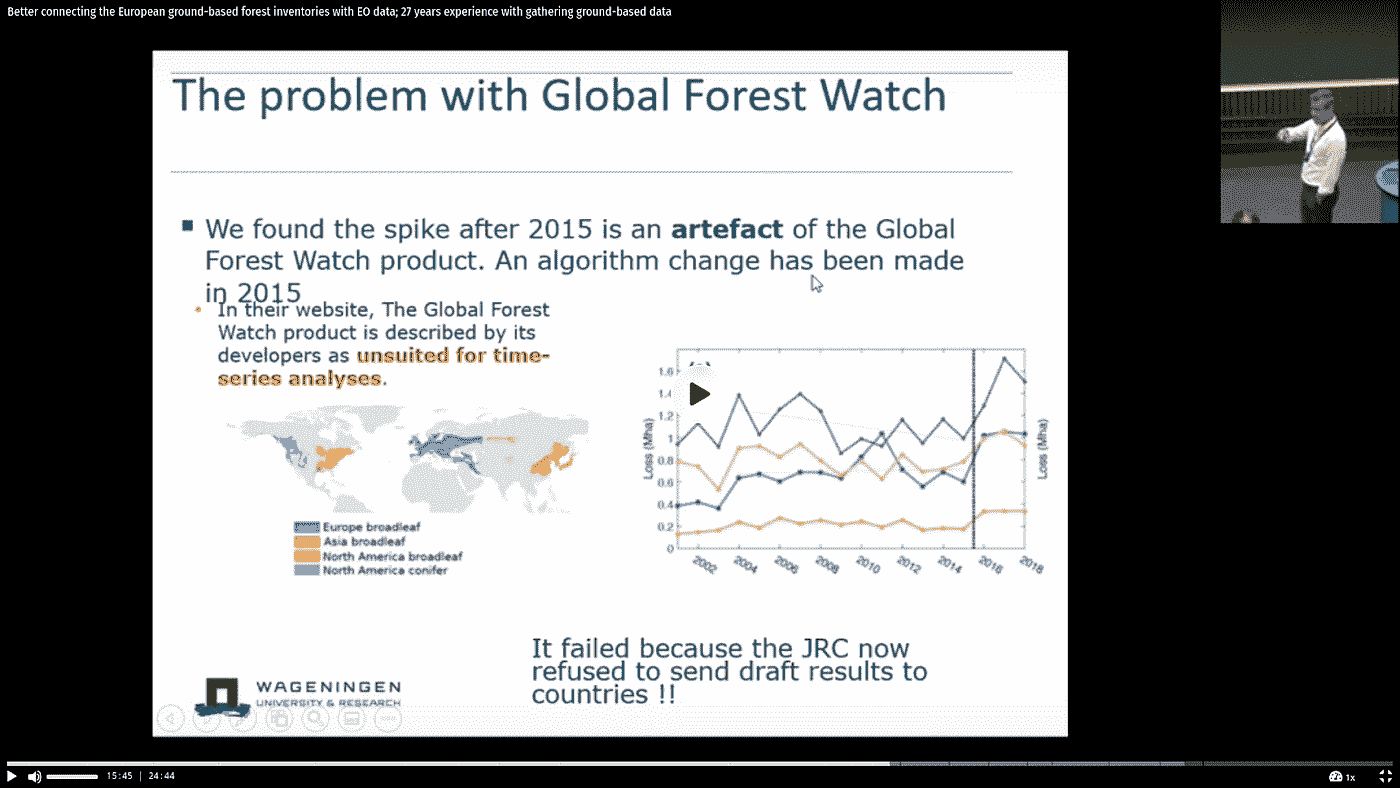 Better connecting the European ground-based forest inventories with EO data; 27 years experience with gathering ground-based data
The problem with Global Forest Watch
We found the spike after 2015 is an artefact of the Global
Forest Watch product. An algorithm change has been made
in 2015
In their website, The Global Forest
Watch product is described by its
developers as unsuited for time-
series analyses.
Europe broadleaf
Asia broadleaf
North America broadleaf
North America conifer
Loss (Mha)
1.6
1.4
1.2
1
0.8
0.6
0.4
0.2
0
2002
2004
2006
2008
2010
2012
2014
2016
2018
Loss (Mha)
It failed because the JRC now
refused to send draft results to
countries !!
WAGENINGEN
UNIVERSITY & RESEARCH
15:45 | 24:44
1x